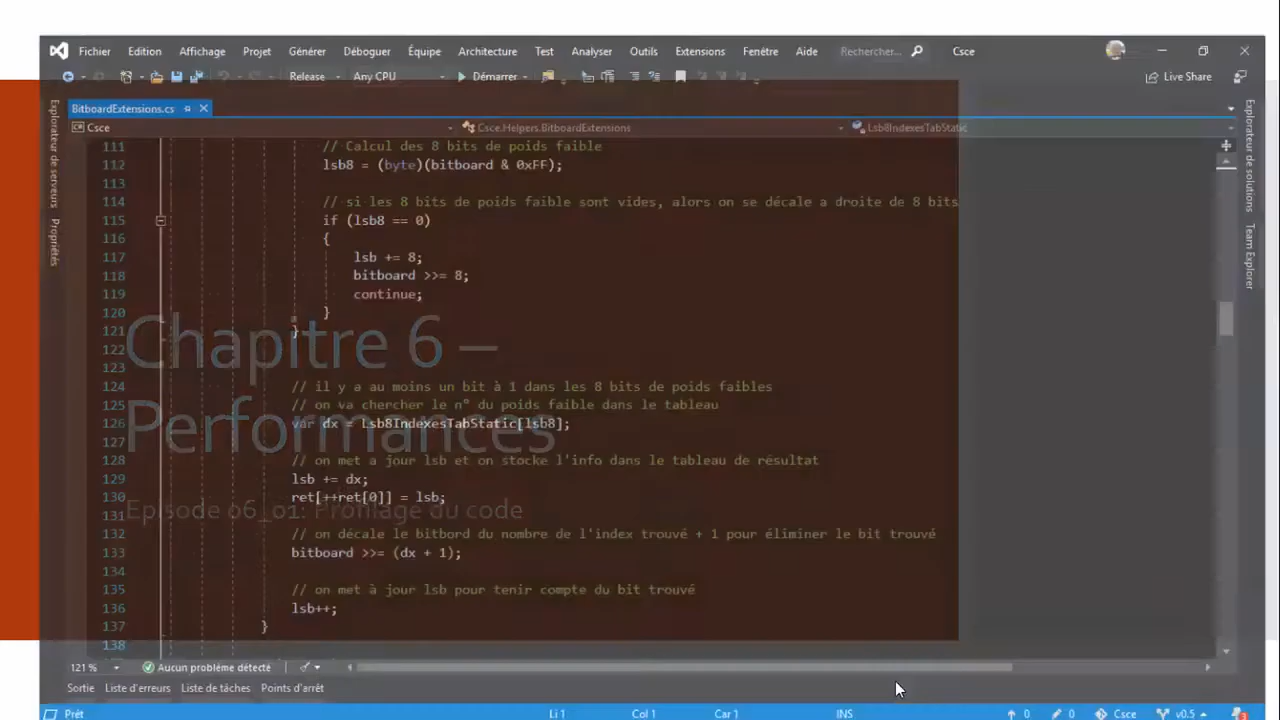 Fichier Edition Affichage Projet Générer Déboguer Équipe Architecture Test Analyser Outils Extensions Fenêtre Aide Rechercher... Csce
Release Any CPU Démarrer Live Share
BitboardExtensions.cs
Csce Csce.Helpers.BitboardExtensions Lsb8IndexesTabStatic
Explorateur de serveurs
Propriétés
Explorateur de solutions
Team Explorer
111 // Calcul des 8 bits de poids faible
112 lsb8 = (byte)(bitboard & 0xFF);
113
114 // si les 8 bits de poids faible sont vides, alors on se décale a droite de 8 bits
115 if (lsb8 == 0)
116 {
117 lsb += 8;
118 bitboard >>= 8;
119 continue;
120 }
121 }
122
123
124 // il y a au moins un bit à 1 dans les 8 bits de poids faibles
125 // on va chercher le n° du poids faible dans le tableau
126 var dx = Lsb8IndexesTabStatic[lsb8];
127
128 // on met a jour lsb et on stocke l'info dans le tableau de résultat
129 lsb += dx;
130 ret[++ret[0]] = lsb;
131
132 // on décale le bitbord du nombre de l'index trouvé + 1 pour éliminer le bit trouvé
133 bitboard >>= (dx + 1);
134
135 // on met à jour lsb pour tenir compte du bit trouvé
136 lsb++;
137 }
138
Chapitre 6 –
Performances
Episode 06_01: Profilage du code
121 % Aucun problème détecté
Sortie Liste d'erreurs Liste de tâches Points d'arrêt
Prêt Li 1 Col 1 Car 1 INS 0 0 Csce v0.5